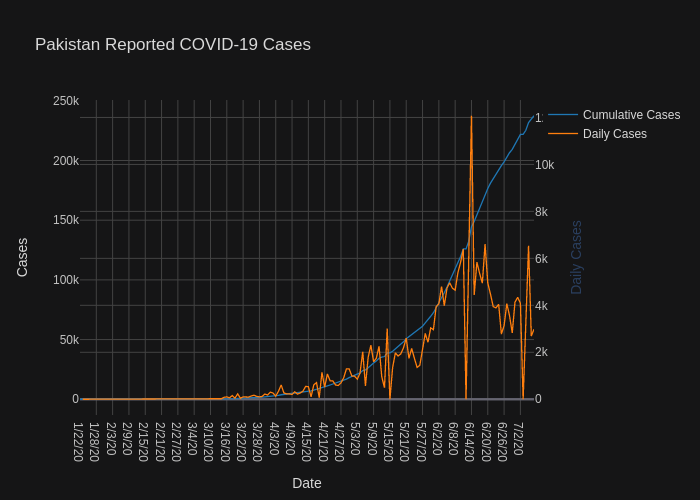 Pakistan Reported COVID-19 Cases
250k
200k
150k
100k
50k
0
Cases
10k
8k
6k
4k
2k
0
Daily Cases
Cumulative Cases
Daily Cases
1/22/20
1/28/20
2/3/20
2/9/20
2/15/20
2/21/20
2/27/20
3/4/20
3/10/20
3/16/20
3/22/20
3/28/20
4/3/20
4/9/20
4/15/20
4/21/20
4/27/20
5/3/20
5/9/20
5/15/20
5/21/20
5/27/20
6/2/20
6/8/20
6/14/20
6/20/20
6/26/20
7/2/20
Date